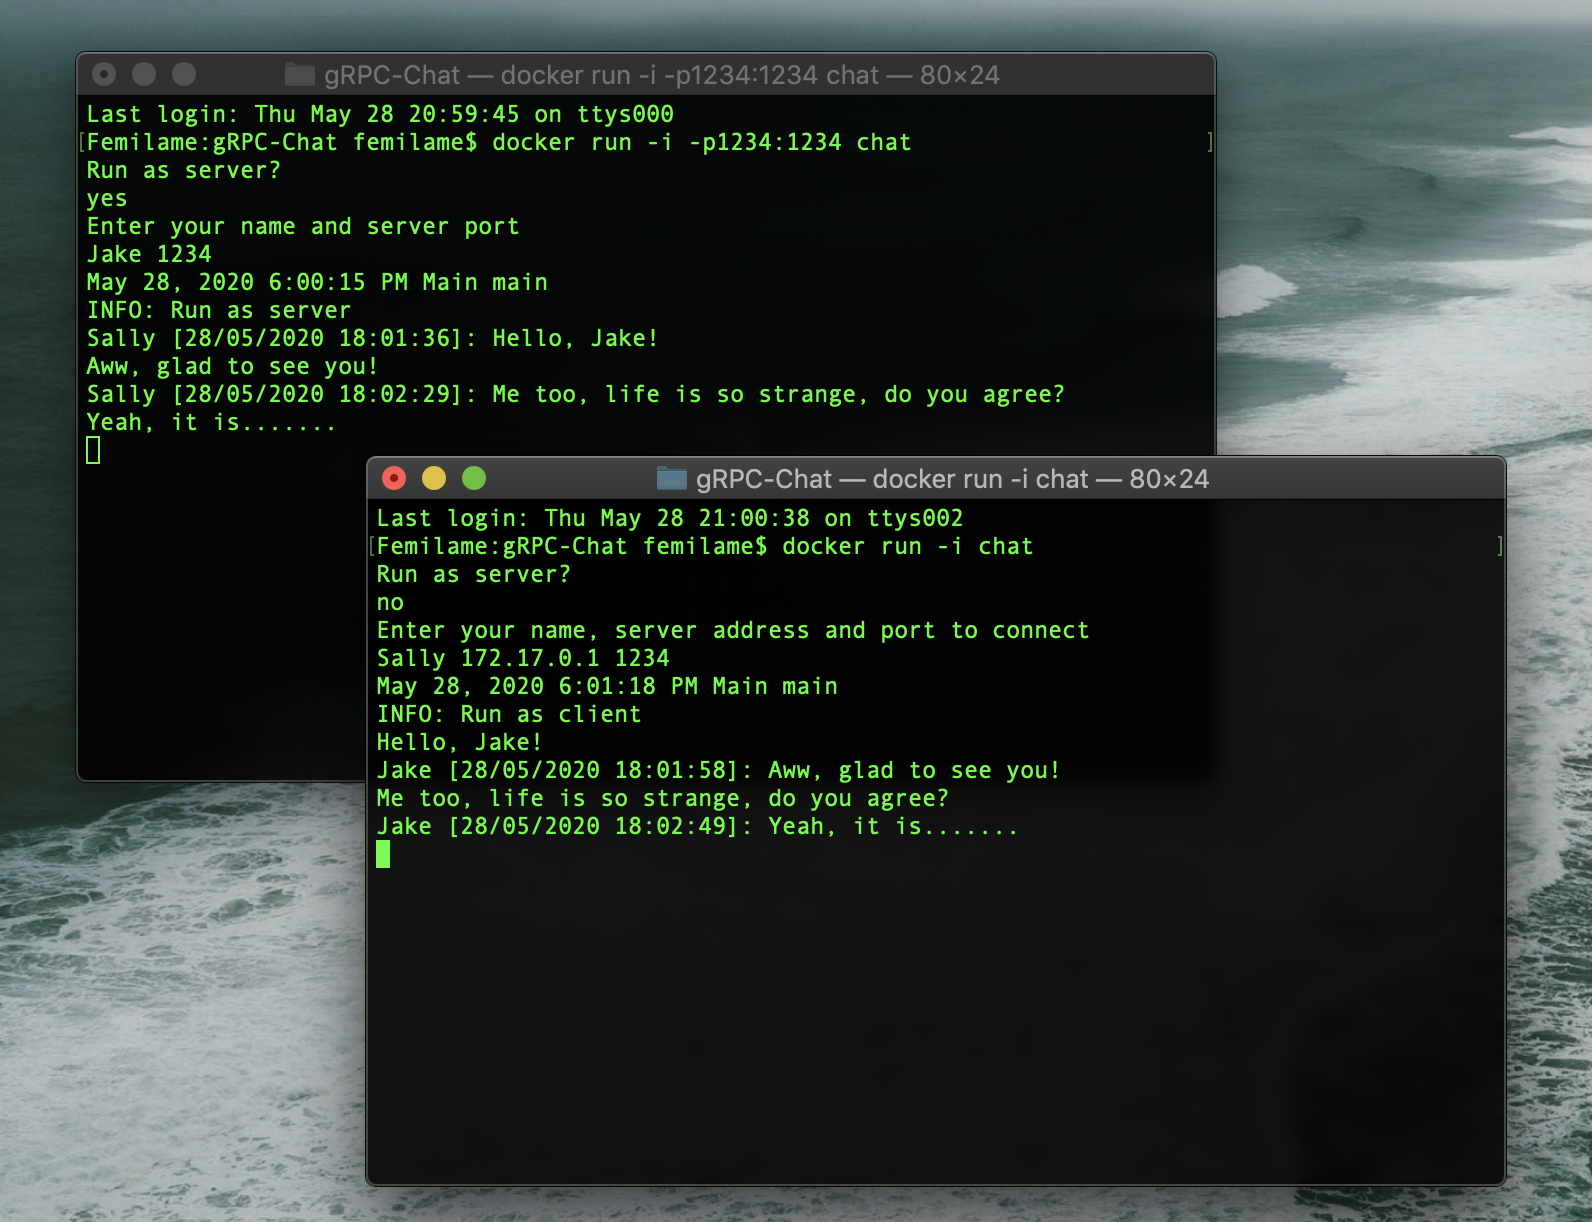 gRPC-Chat — docker run -i -p1234:1234 chat — 80×24
Last login: Thu May 28 20:59:45 on ttys000
[Femilame:gRPC-Chat femilame$ docker run -i -p1234:1234 chat ]
Run as server?
yes
Enter your name and server port
Jake 1234
May 28, 2020 6:00:15 PM Main main
INFO: Run as server
Sally [28/05/2020 18:01:36]: Hello, Jake!
Aww, glad to see you!
Sally [28/05/2020 18:02:29]: Me too, life is so strange, do you agree?
Yeah, it is.......
gRPC-Chat — docker run -i chat — 80×24
Last login: Thu May 28 21:00:38 on ttys002
[Femilame:gRPC-Chat femilame$ docker run -i chat ]
Run as server?
no
Enter your name, server address and port to connect
Sally 172.17.0.1 1234
May 28, 2020 6:01:18 PM Main main
INFO: Run as client
Hello, Jake!
Jake [28/05/2020 18:01:58]: Aww, glad to see you!
Me too, life is so strange, do you agree?
Jake [28/05/2020 18:02:49]: Yeah, it is.......